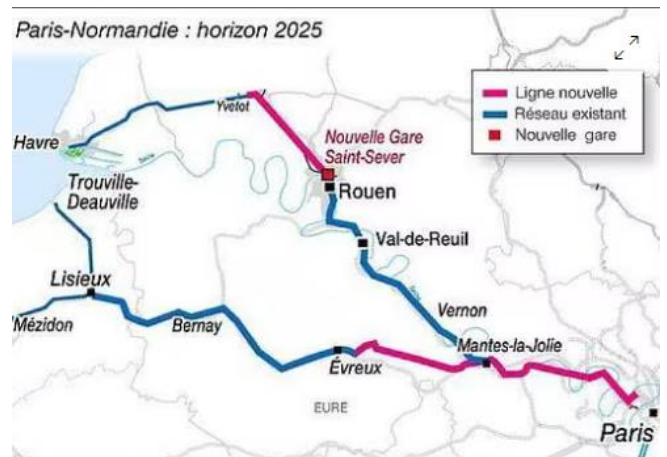 Paris-Normandie : horizon 2025
Ligne nouvelle
Réseau existant
Nouvelle gare
Yvetot
Havre
Nouvelle Gare
Saint-Sever
Rouen
Trouville-
Deauville
Val-de-Reuil
Lisieux
Vernon
Mézidon
Bernay
Mantes-la-Jolie
Évreux
EURE
Paris